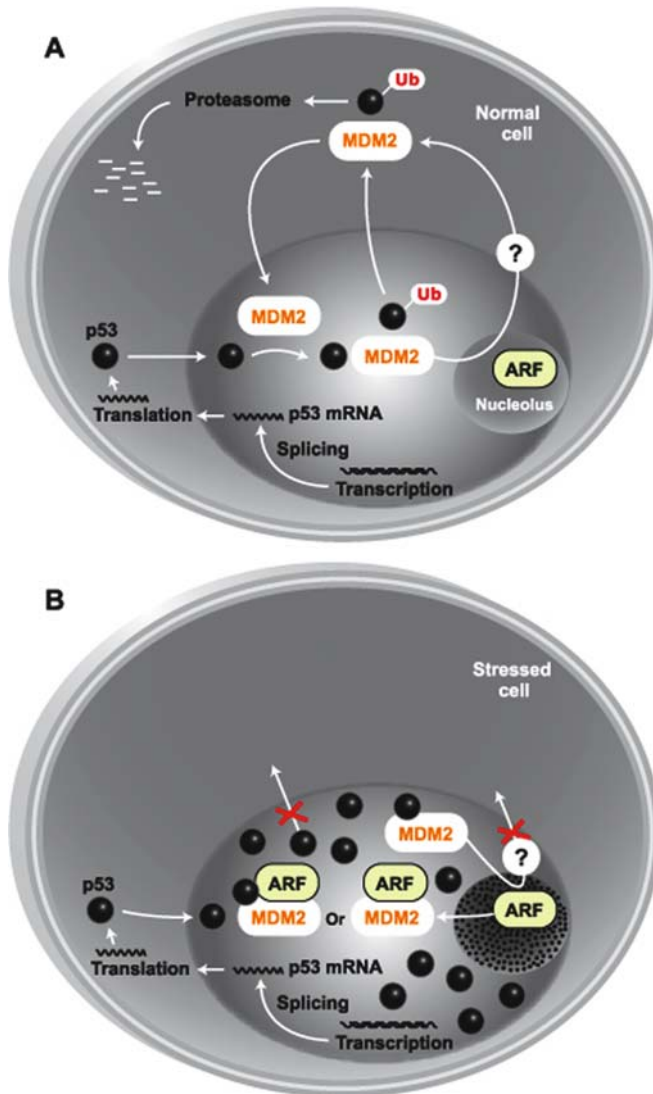 A
Ub
Proteasome
Normal
cell
MDM2
?
Ub
MDM2
p53
MDM2
ARF
Nucleolus
Translation
p53 mRNA
Splicing
Transcription
B
Stressed
cell
MDM2
?
p53
ARF
ARF
ARF
MDM2 Or MDM2
Translation
p53 mRNA
Splicing
Transcription